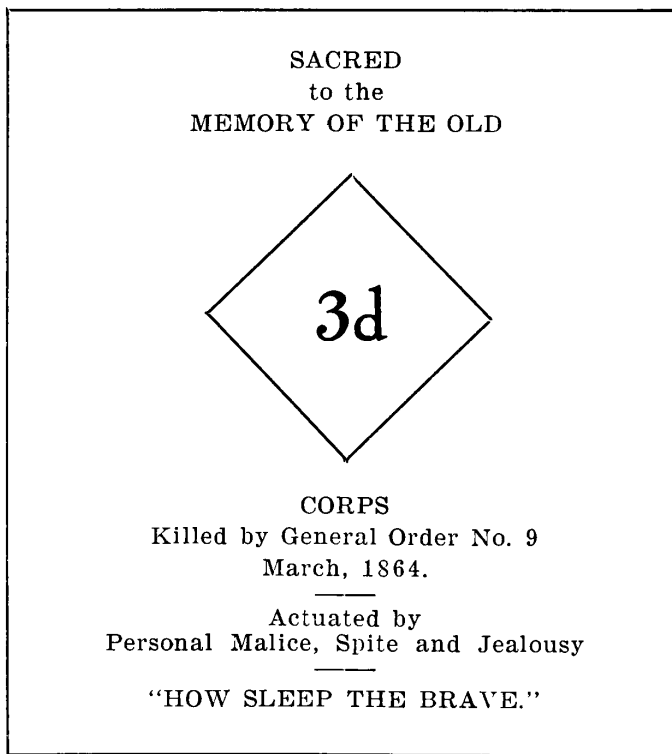 SACRED
to the
MEMORY OF THE OLD
3d
CORPS
Killed by General Order No. 9
March, 1864.
Actuated by
Personal Malice, Spite and Jealousy
“HOW SLEEP THE BRAVE.”